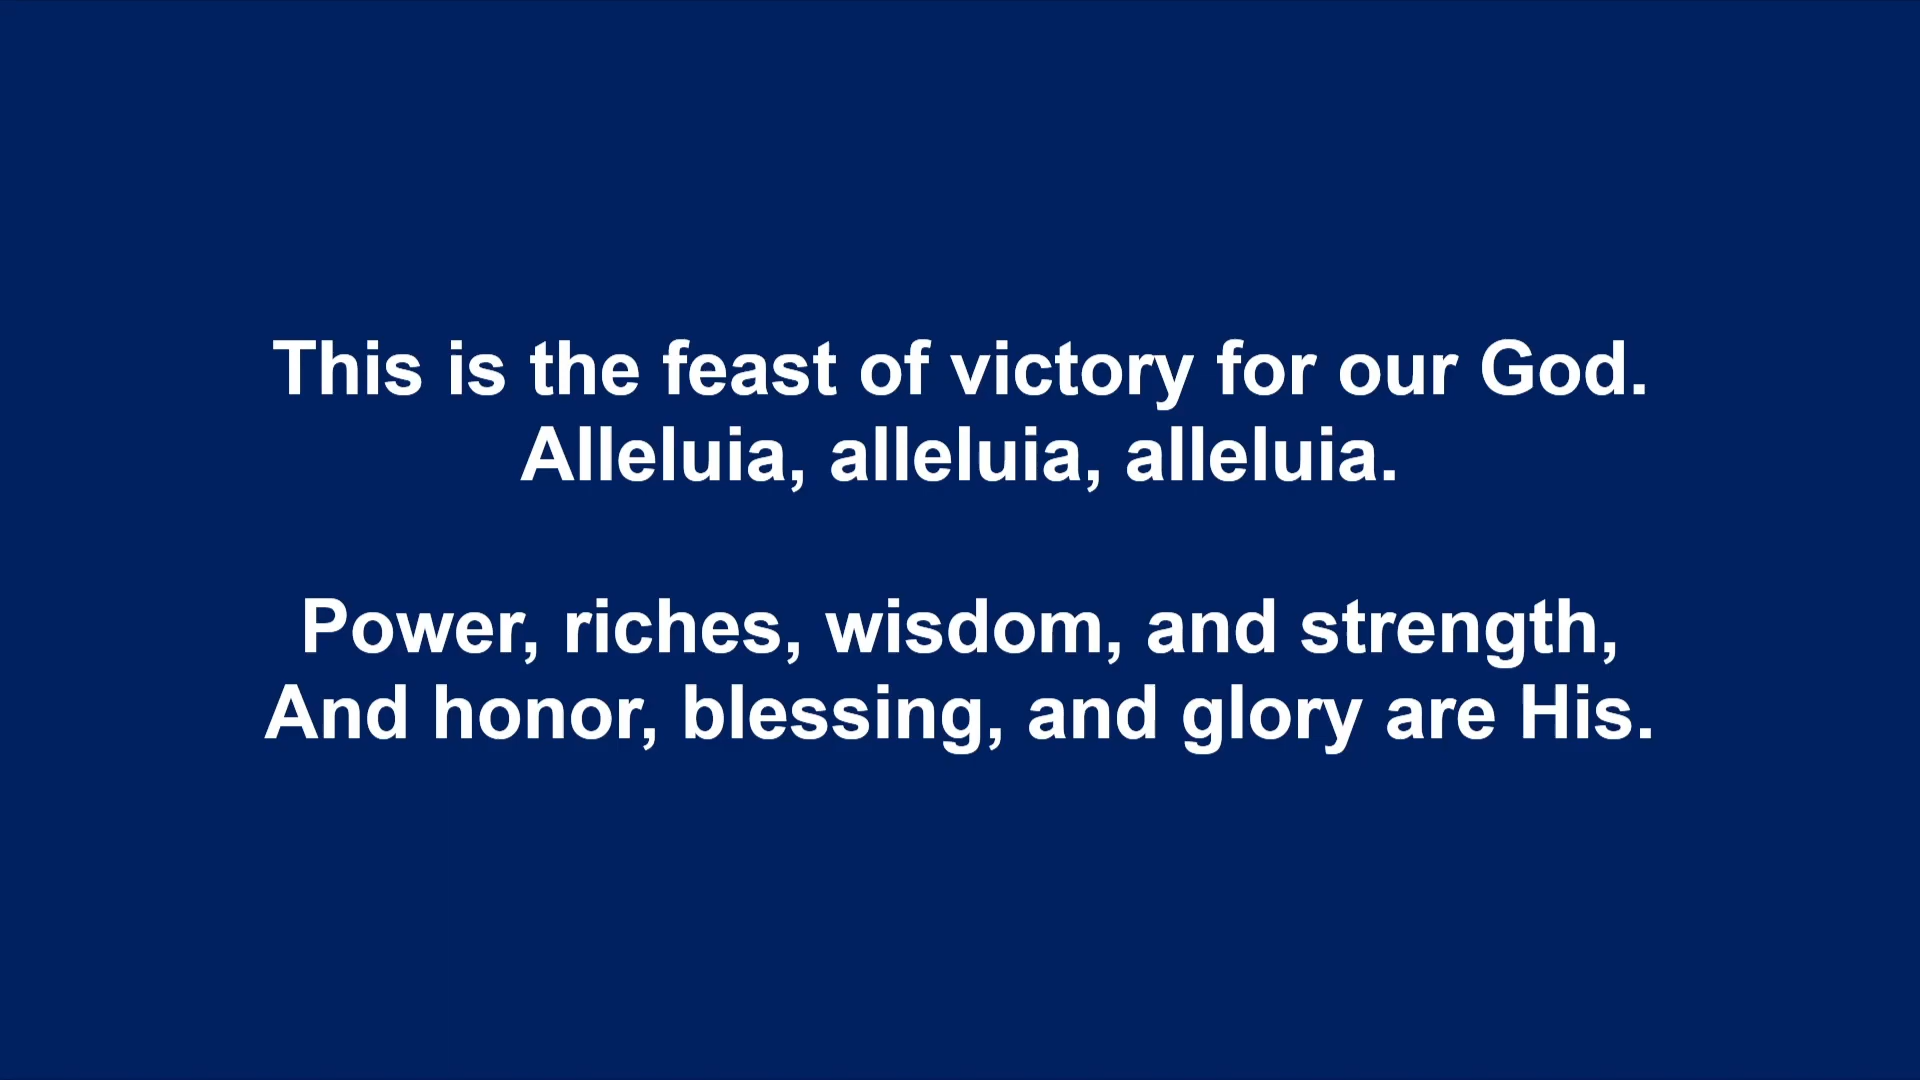 This is the feast of victory for our God.
Alleluia, alleluia, alleluia.
Power, riches, wisdom, and strength,
And honor, blessing, and glory are His.